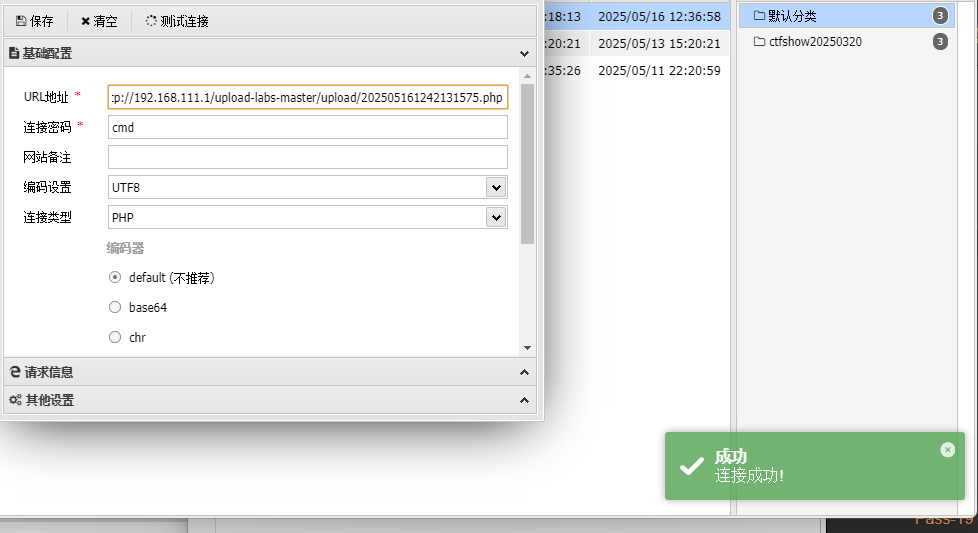 保存 清空 测试连接
基础配置
URL地址 * :p://192.168.111.1/upload-labs-master/upload/202505161242131575.php
连接密码 * cmd
网站备注
编码设置 UTF8
连接类型 PHP
编码器
default (不推荐)
base64
chr
请求信息
其他设置
:18:13 2025/05/16 12:36:58
:20:21 2025/05/13 15:20:21
:35:26 2025/05/11 22:20:59
默认分类 3
ctfshow20250320 3
成功
连接成功!
Pass-19